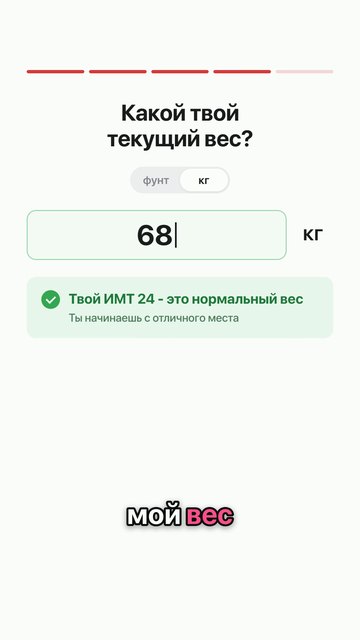 Какой твой
текущий вес?
фунт кг
68 кг
Твой ИМТ 24 - это нормальный вес
Ты начинаешь с отличного места
мой вес